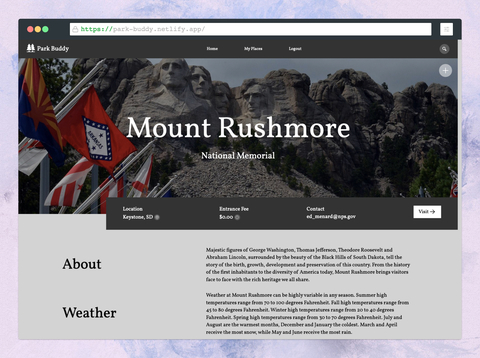 https://park-buddy.netlify.app/
Park Buddy
Home
My Places
Logout
Mount Rushmore
National Memorial
Location
Keystone, SD
Entrance Fee
$0.00
Contact
nd_menard@nps.gov
Visit →
About
Majestic figures of George Washington, Thomas Jefferson, Theodore Roosevelt and
Abraham Lincoln, surrounded by the beauty of the Black Hills of South Dakota, tell the
story of the birth, growth, development and preservation of this country. From the history
of the first inhabitants to the diversity of America today, Mount Rushmore brings visitors
face to face with the rich heritage we all share.
Weather
Weather at Mount Rushmore can be highly variable in any season. Summer high
temperatures range from 70 to 100 degrees Fahrenheit. Fall high temperatures range from
45 to 80 degrees Fahrenheit. Winter high temperatures range from 20 to 40 degrees
Fahrenheit. Spring high temperatures range from 30 to 70 degrees Fahrenheit. July and
August are the warmest months, December and January the coldest. March and April
receive the most snow, while May and June receive the most rain.